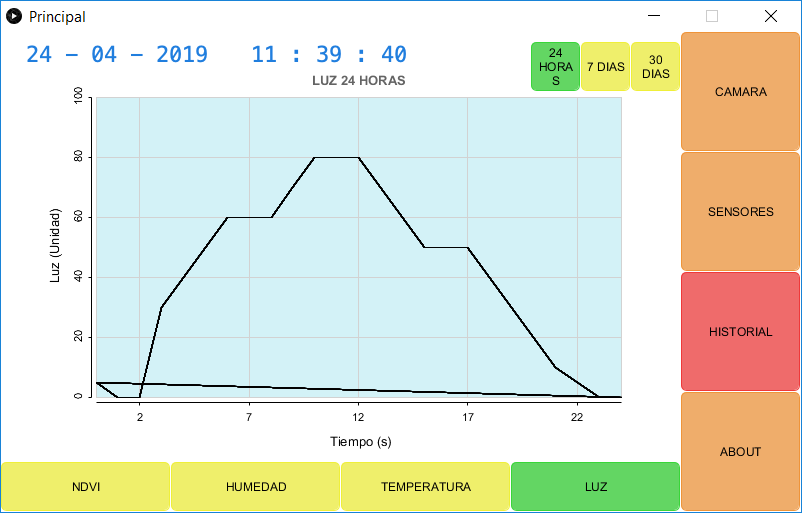 Principal
24 - 04 - 2019 11 : 39 : 40
24
HORA
S
7 DIAS
30
DIAS
LUZ 24 HORAS
100
80
60
40
20
0
Luz (Unidad)
2 7 12 17 22
Tiempo (s)
CAMARA
SENSORES
HISTORIAL
ABOUT
NDVI HUMEDAD TEMPERATURA LUZ